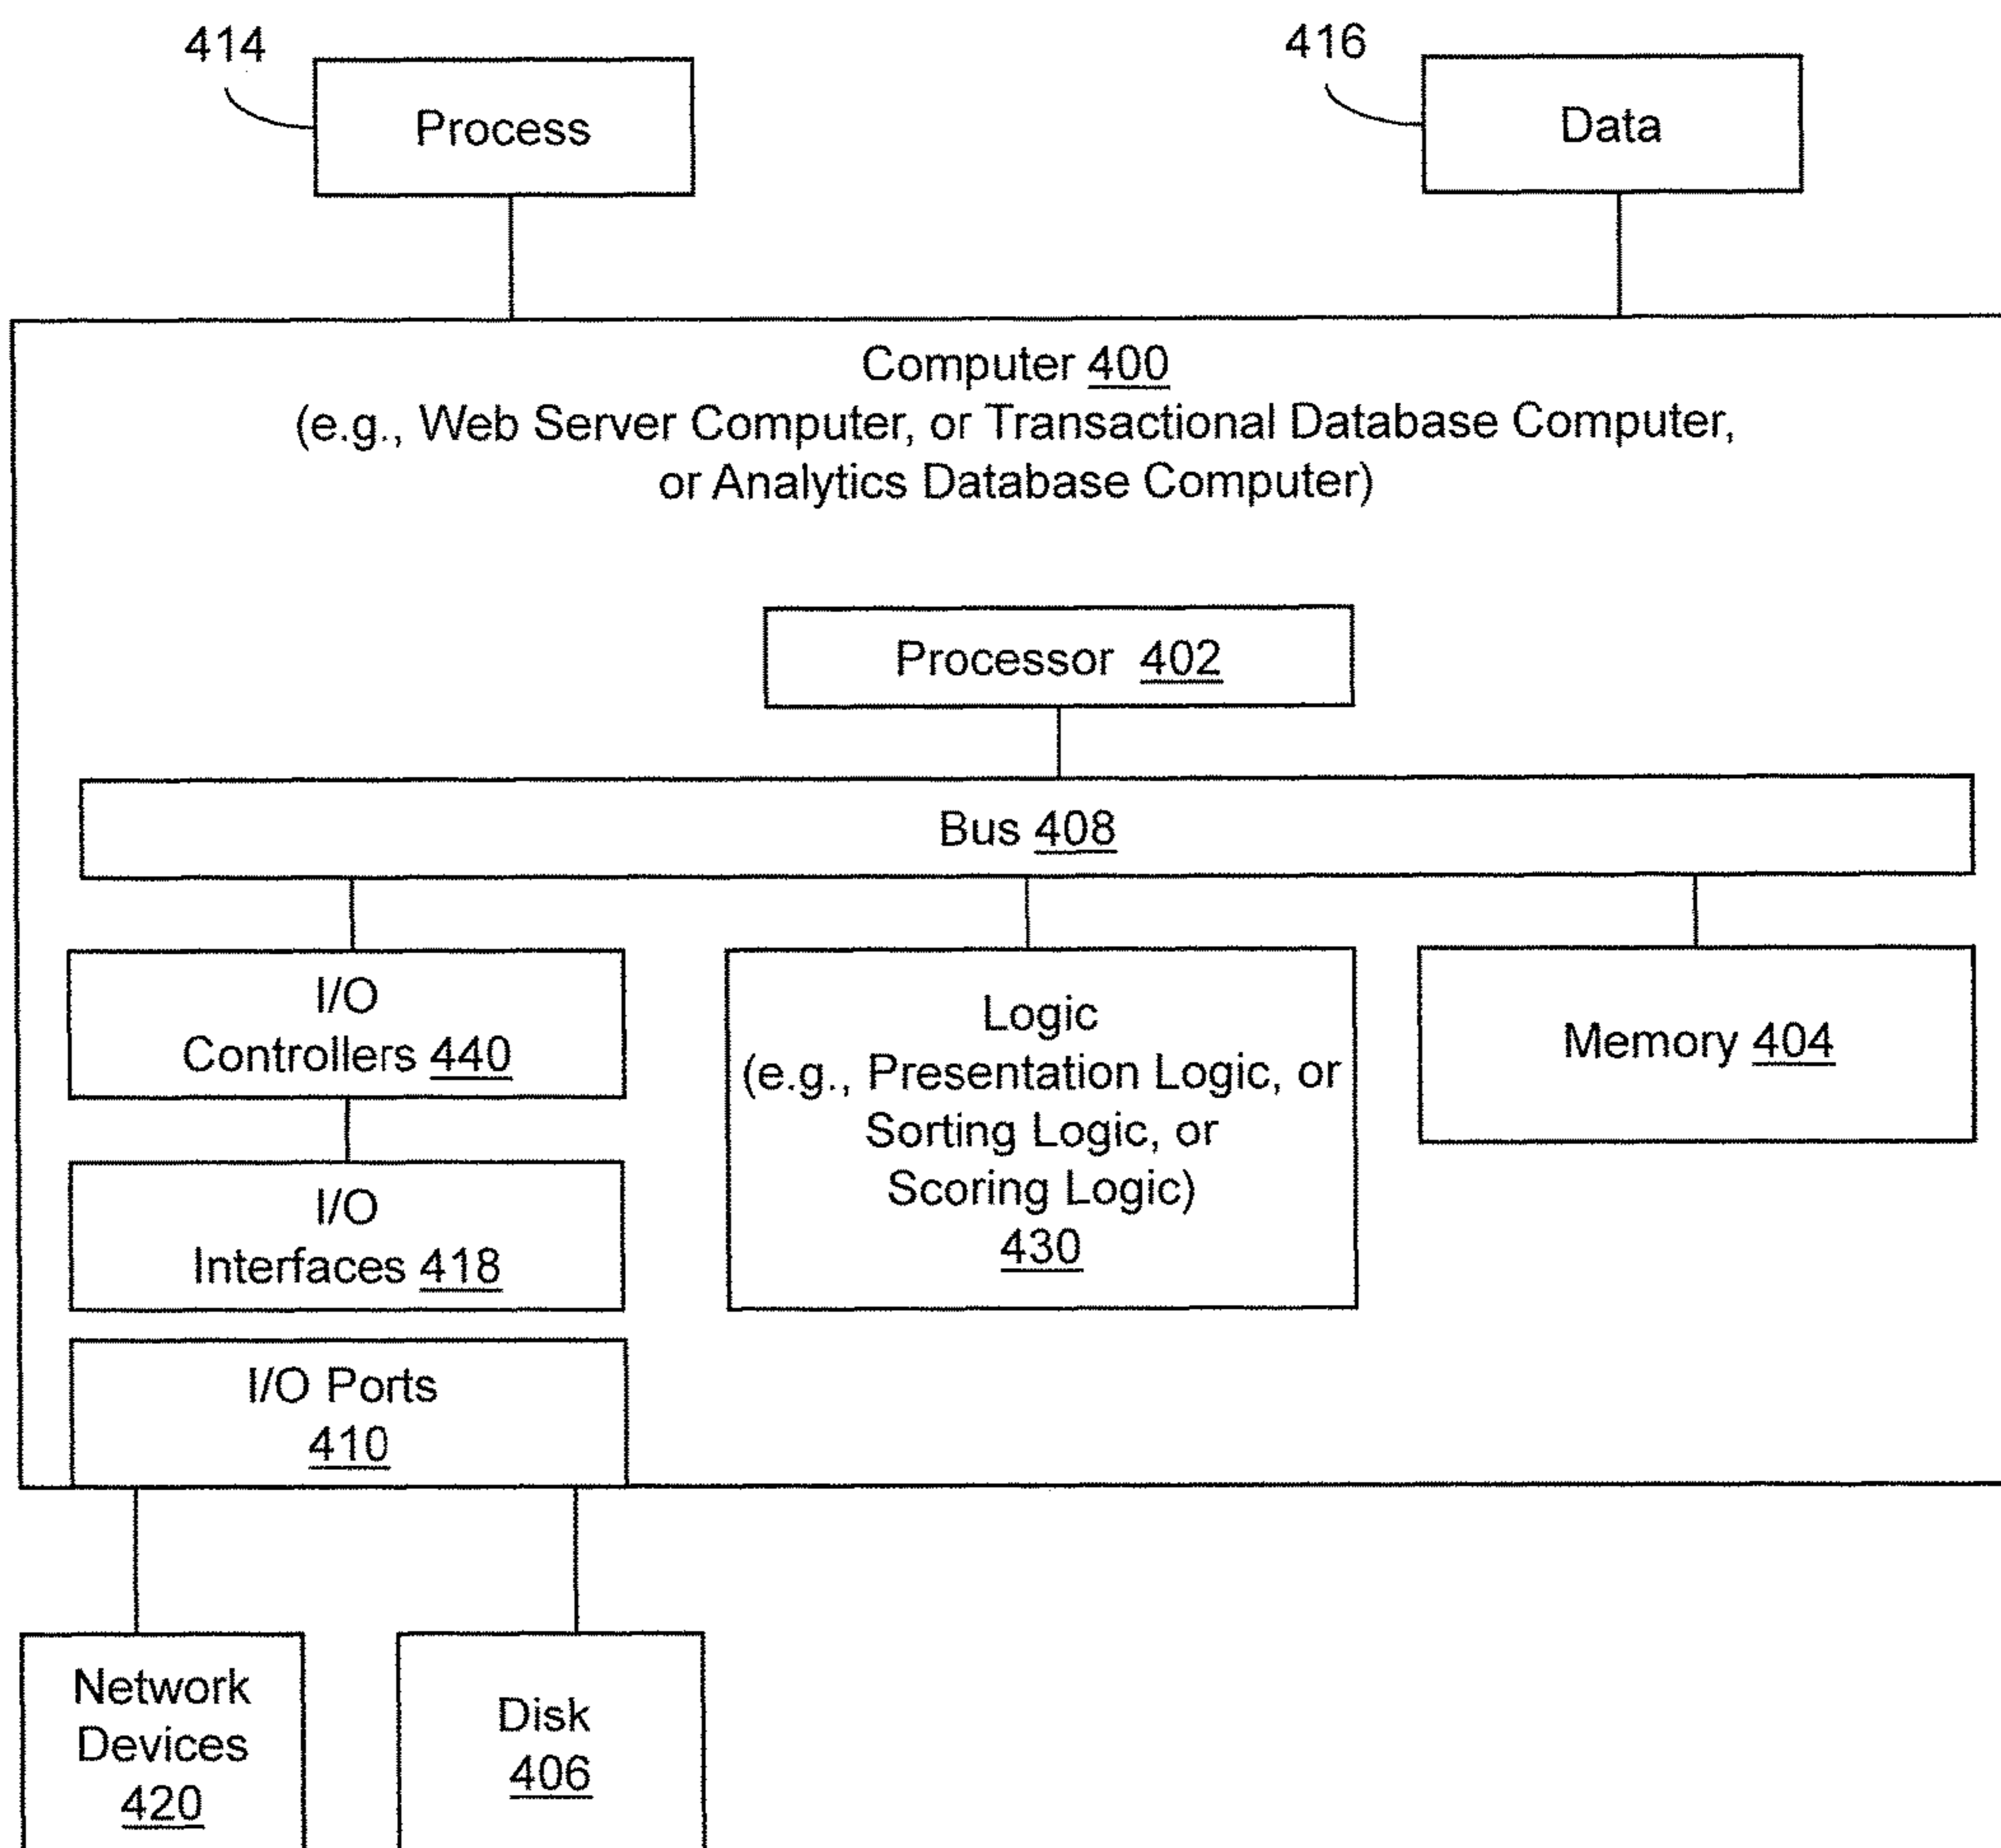 414
Process
416
Data
Computer 400
(e.g., Web Server Computer, or Transactional Database Computer,
or Analytics Database Computer)
Processor 402
Bus 408
I/O
Controllers 440
Logic
(e.g., Presentation Logic, or
Sorting Logic, or
Scoring Logic)
430
Memory 404
I/O
Interfaces 418
I/O Ports
410
Network
Devices
420
Disk
406